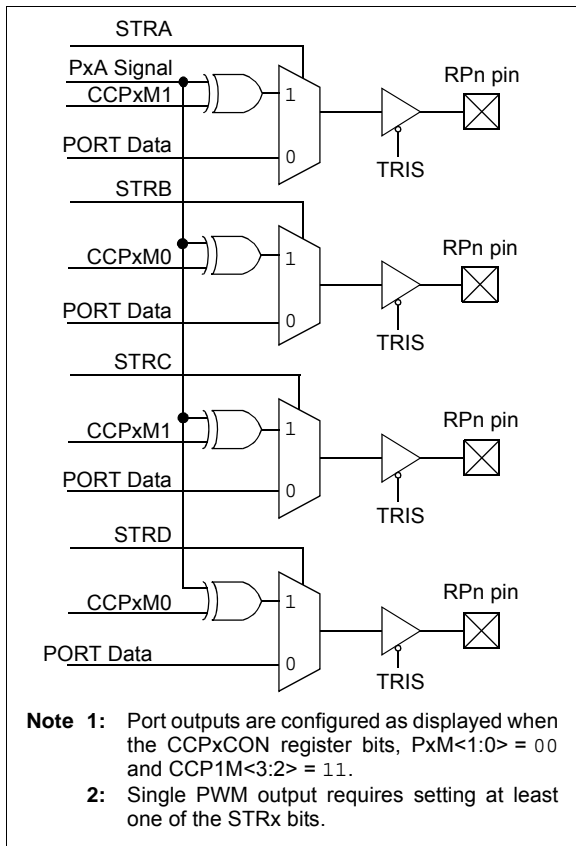 STRA
PxA Signal
CCPxM1
1
RPn pin
PORT Data
0
TRIS
STRB
CCPxM0
1
RPn pin
PORT Data
0
TRIS
STRC
CCPxM1
1
RPn pin
PORT Data
0
TRIS
STRD
CCPxM0
1
RPn pin
PORT Data
0
TRIS
Note 1: Port outputs are configured as displayed when
the CCPxCON register bits, PxM<1:0> = 00
and CCP1M<3:2> = 11.
2: Single PWM output requires setting at least
one of the STRx bits.